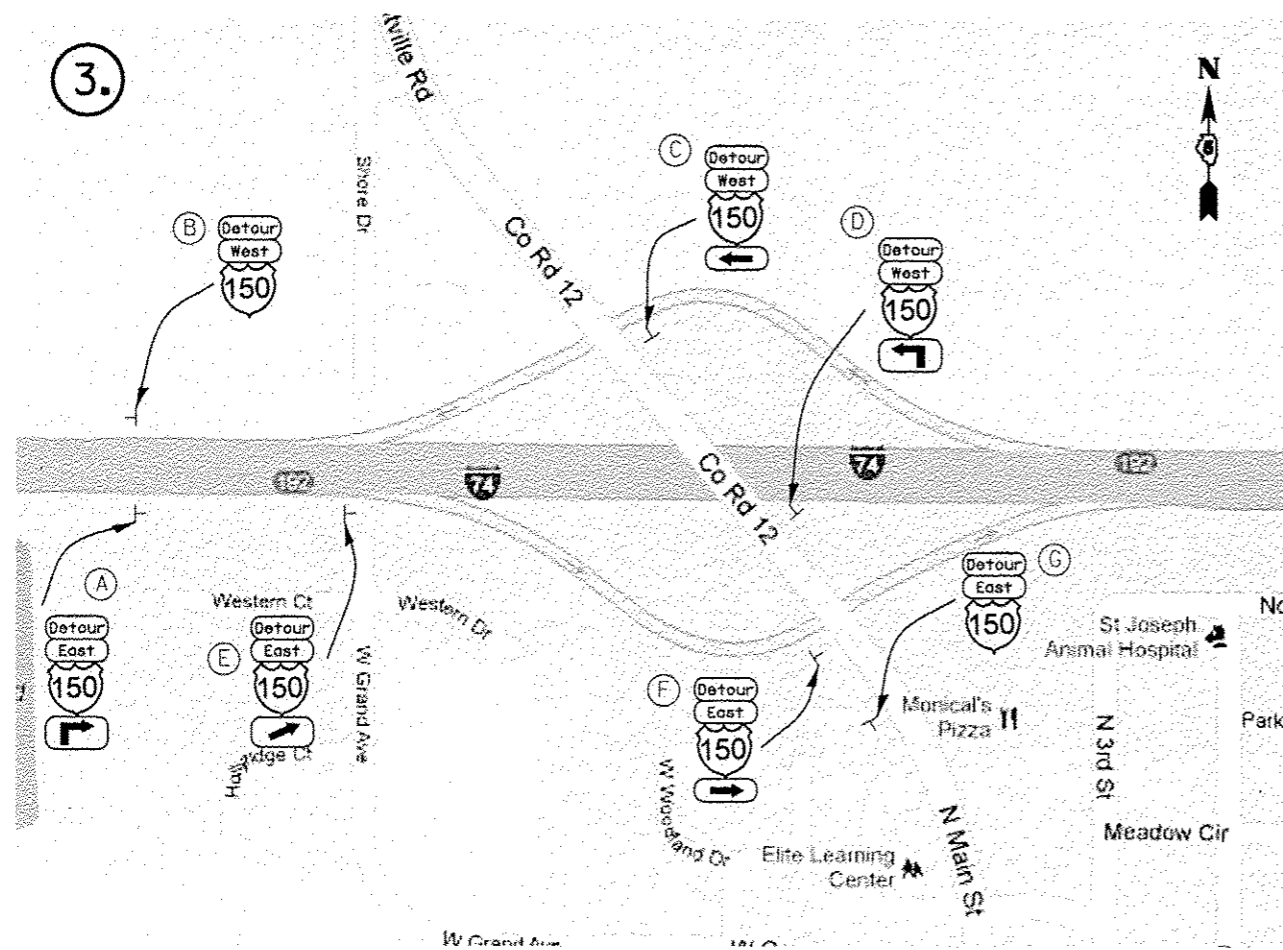 3.
tville Rd
N
5
Shore Dr
C
Detour
West
150
B
Detour
West
150
Co Rd 12
D
Detour
West
150
74
74
Co Rd 12
A
Detour
East
150
Western Ct
Western Dr
E
Detour
East
150
W Grand Ave
F
Detour
East
150
G
Detour
East
150
St Joseph
Animal Hospital
No
Monical's
Pizza
N 3rd St
Park
W Woodland Dr
Elite Learning
Center
N Main St
Meadow Cir
W Grand Ave